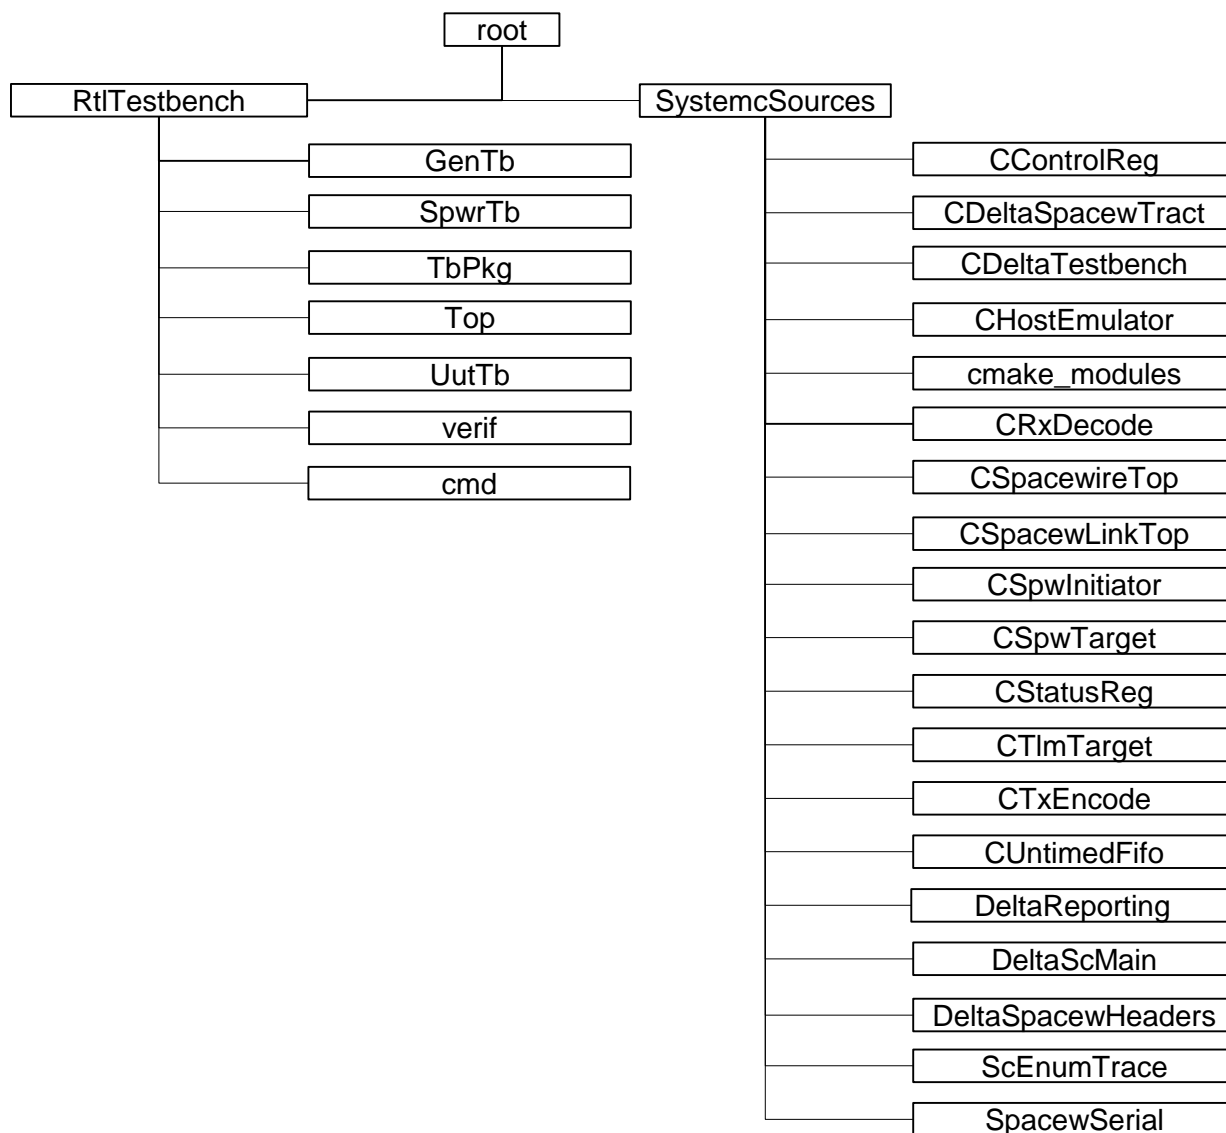 root
RtlTestbench
SystemcSources
GenTb
SpwrTb
TbPkg
Top
UutTb
verif
cmd
CControlReg
CDeltaSpacewTract
CDeltaTestbench
CHostEmulator
cmake_modules
CRxDecode
CSpacewireTop
CSpacewLinkTop
CSpwInitiator
CSpwTarget
CStatusReg
CTlmTarget
CTxEncode
CUntimedFifo
DeltaReporting
DeltaScMain
DeltaSpacewHeaders
ScEnumTrace
SpacewSerial